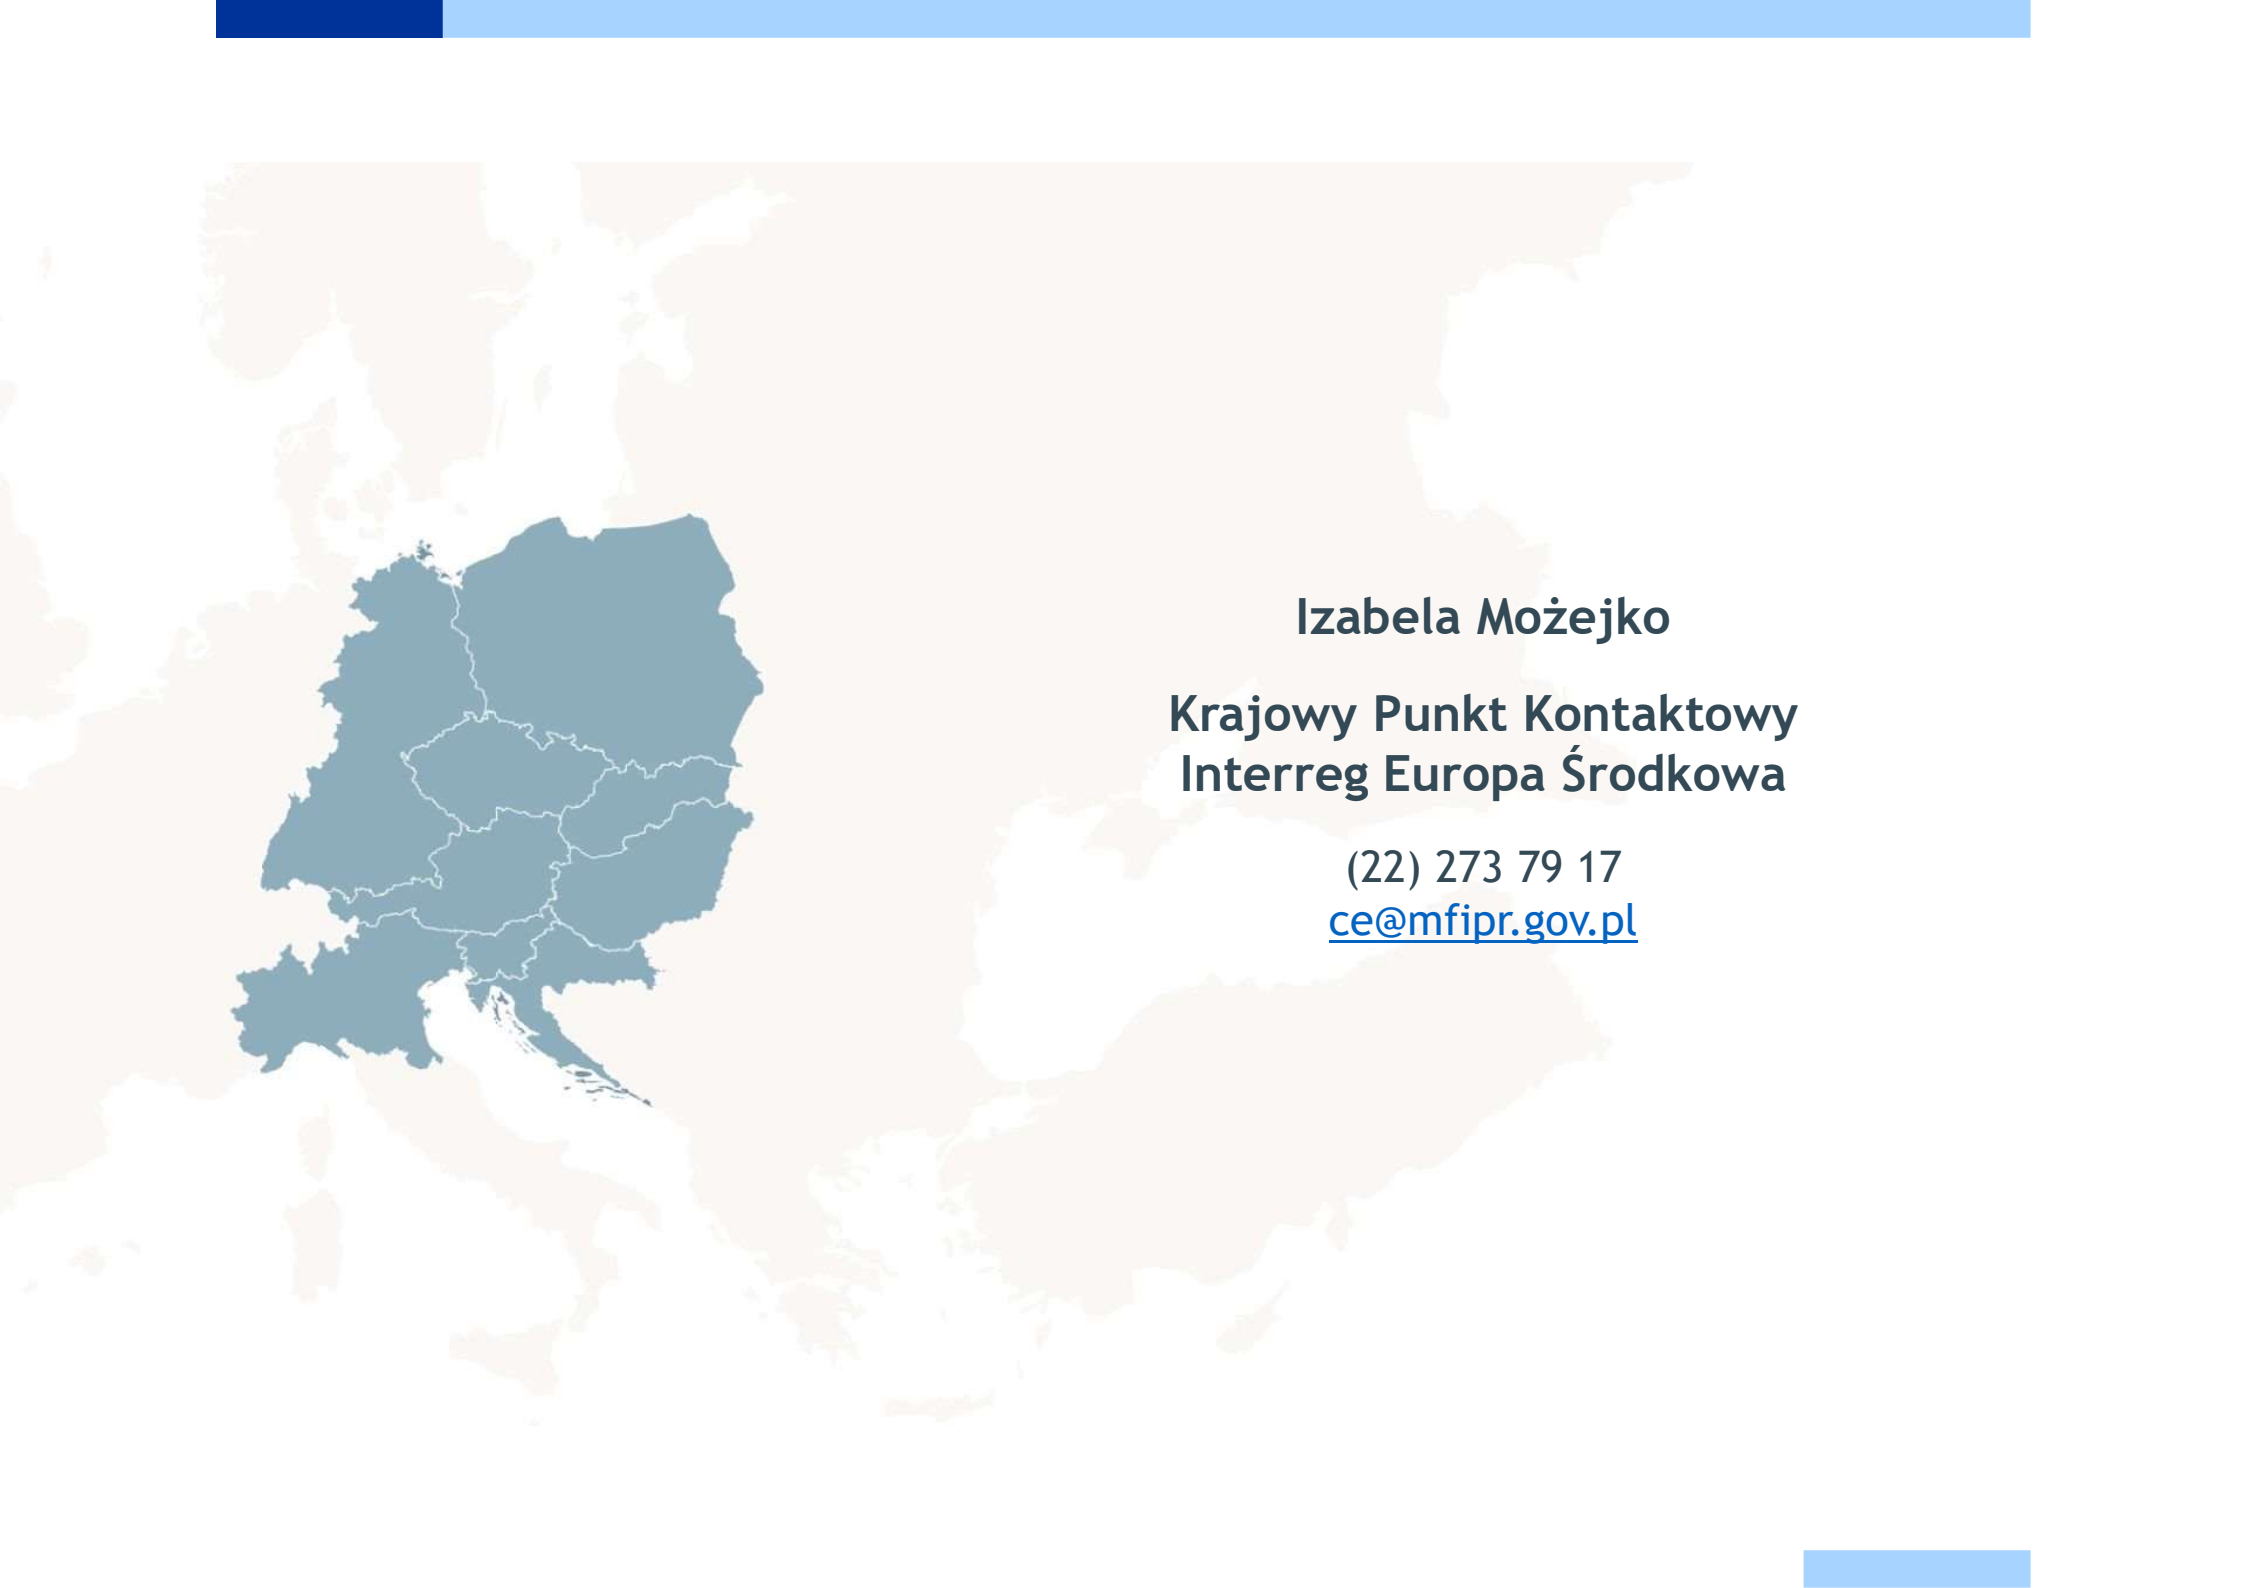 Izabela Możejko
Krajowy Punkt Kontaktowy
Interreg Europa Środkowa
(22) 273 79 17
ce@mfipr.gov.pl